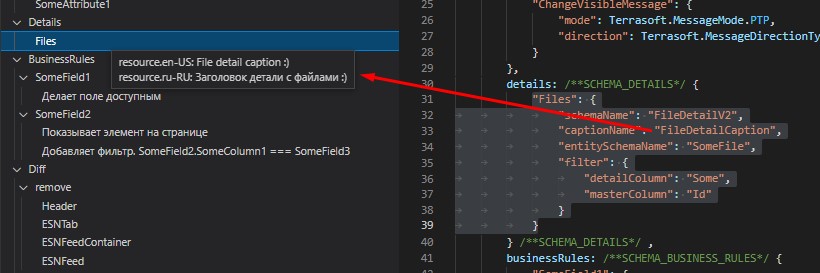 SomeAttribute1
Details
Files
BusinessRules
SomeField1
Делает поле доступным
SomeField2
Показывает элемент на странице
Добавляет фильтр. SomeField2.SomeColumn1 === SomeField3
Diff
remove
Header
ESNTab
ESNFeedContainer
ESNFeed
resource.en-US: File detail caption :)
resource.ru-RU: Заголовок детали с файлами :)
25 "ChangeVisibleMessage": {
26 "mode": Terrasoft.MessageMode.PTP,
27 "direction": Terrasoft.MessageDirectionTy
28 }
29 },
30 details: /**SCHEMA_DETAILS*/ {
31 "Files": {
32 "schemaName": "FileDetailV2",
33 "captionName": "FileDetailCaption",
34 "entitySchemaName": "SomeFile",
35 "filter": {
36 "detailColumn": "Some",
37 "masterColumn": "Id"
38 }
39 }
40 } /**SCHEMA_DETAILS*/ ,
41 businessRules: /**SCHEMA_BUSINESS_RULES*/ {
42 "SomeField1": {